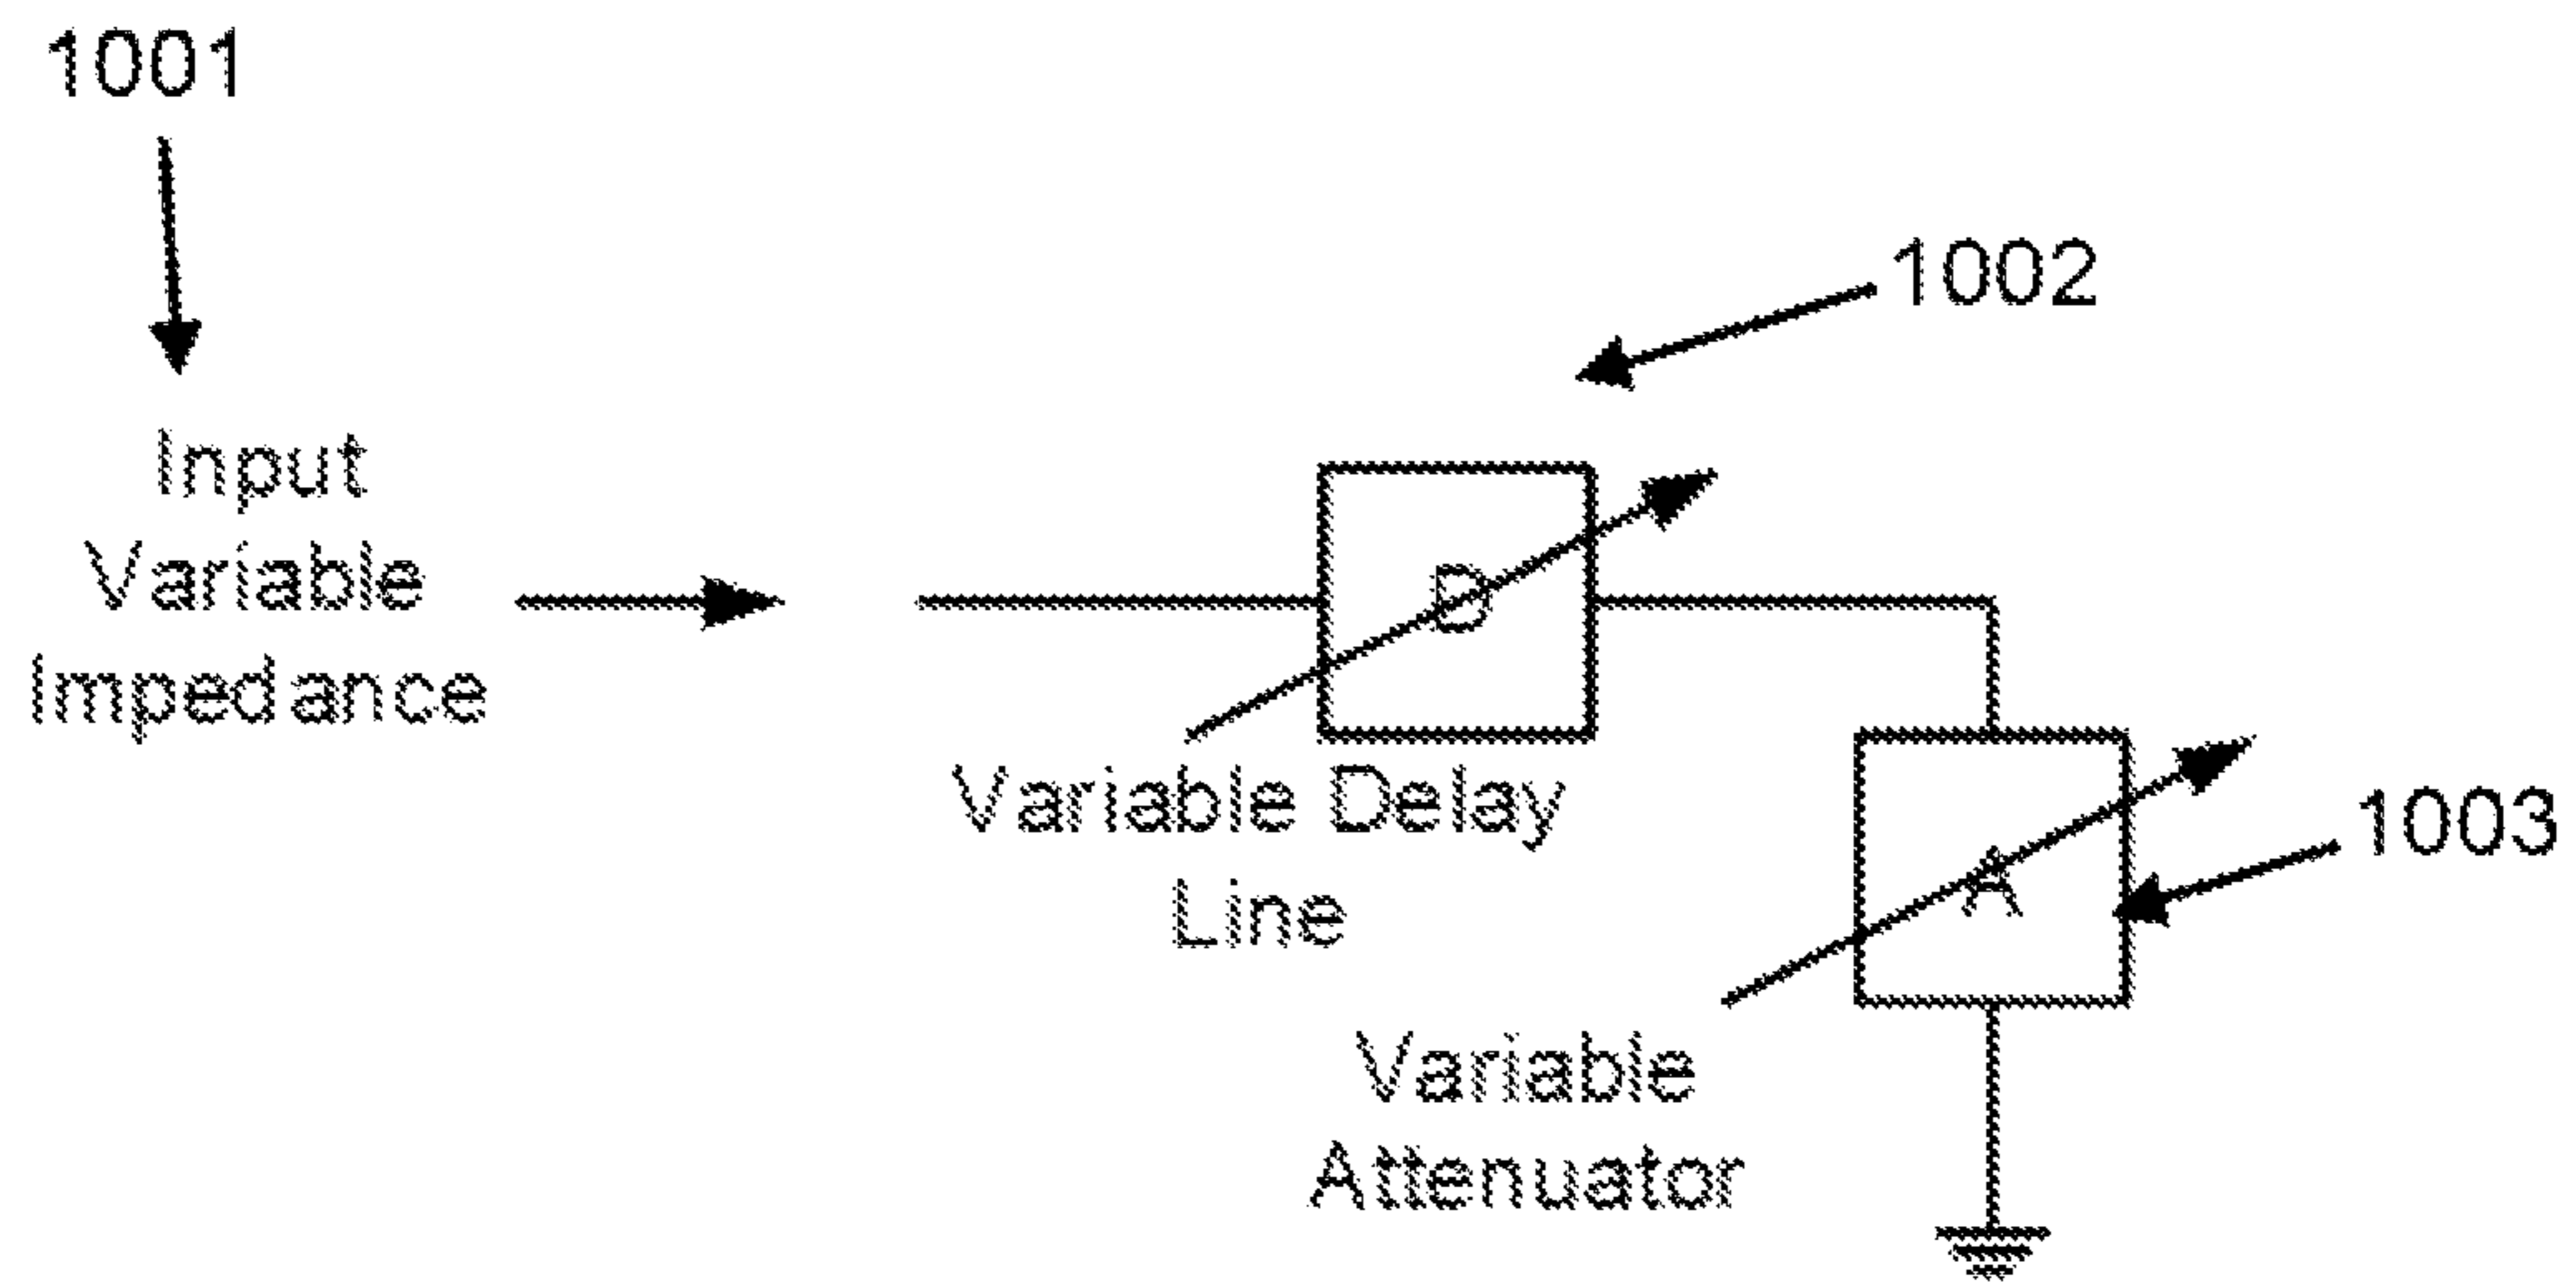 1001
1002
Input
Variable
Impedance
D
Variable Delay
Line
1003
A
Variable
Attenuator